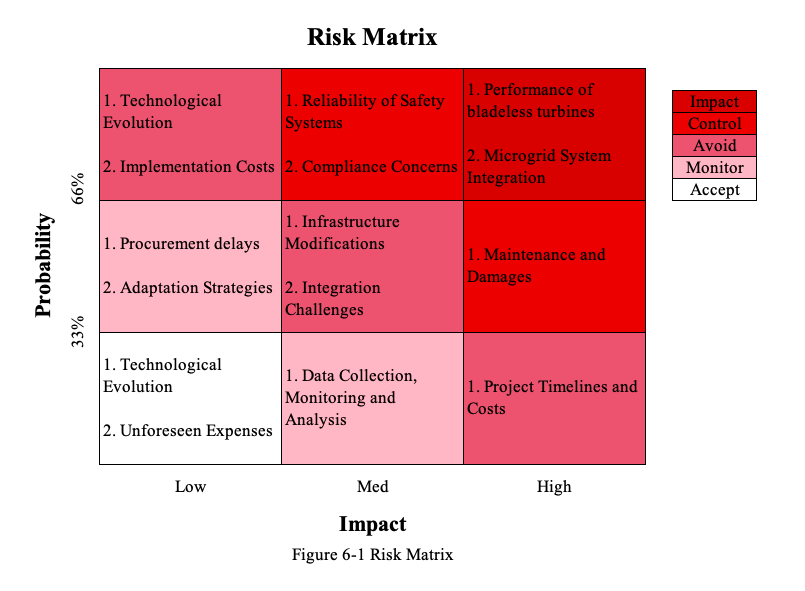 Risk Matrix
1. Technological
Evolution
2. Implementation Costs
1. Reliability of Safety
Systems
2. Compliance Concerns
1. Performance of
bladeless turbines
2. Microgrid System
Integration
Impact
Control
Avoid
Monitor
Accept
66%
Probability
33%
1. Procurement delays
2. Adaptation Strategies
1. Infrastructure
Modifications
2. Integration
Challenges
1. Maintenance and
Damages
1. Technological
Evolution
2. Unforeseen Expenses
1. Data Collection,
Monitoring and
Analysis
1. Project Timelines and
Costs
Low
Med
High
Impact
Figure 6-1 Risk Matrix